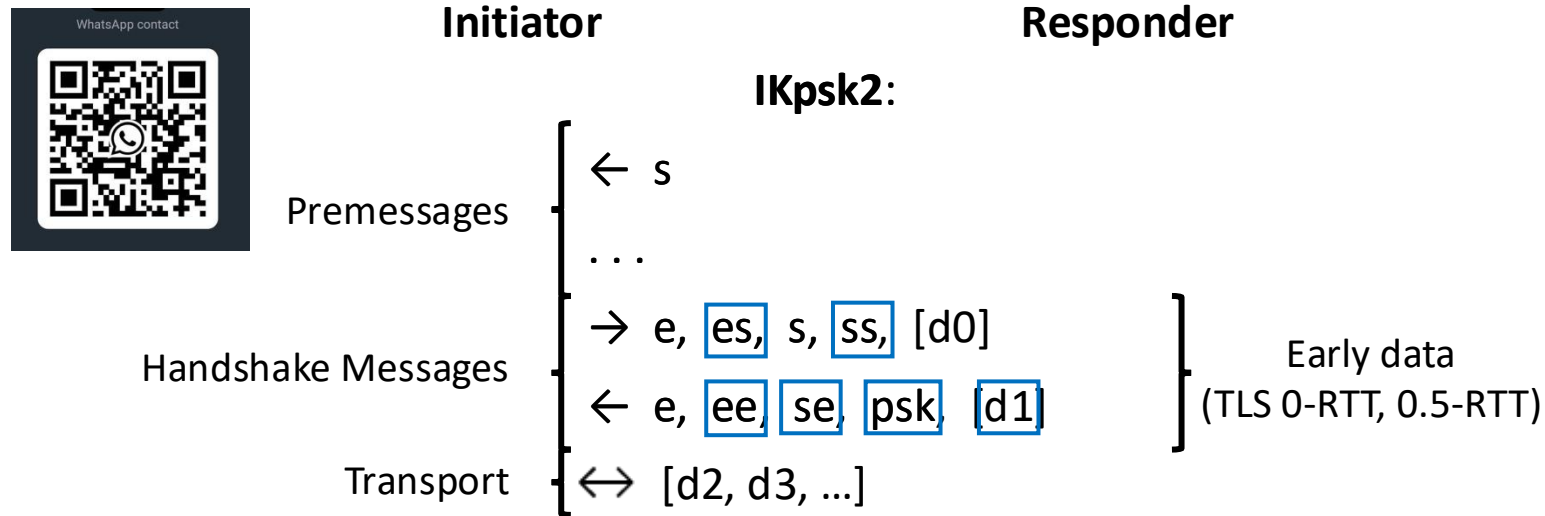 WhatsApp contact
Initiator
Responder
IKpsk2:
Premessages
← s
. . .
Handshake Messages
→ e, es, s, ss, [d0]
← e, ee, se, psk, [d1]
Early data
(TLS 0-RTT, 0.5-RTT)
Transport
↔ [d2, d3, …]